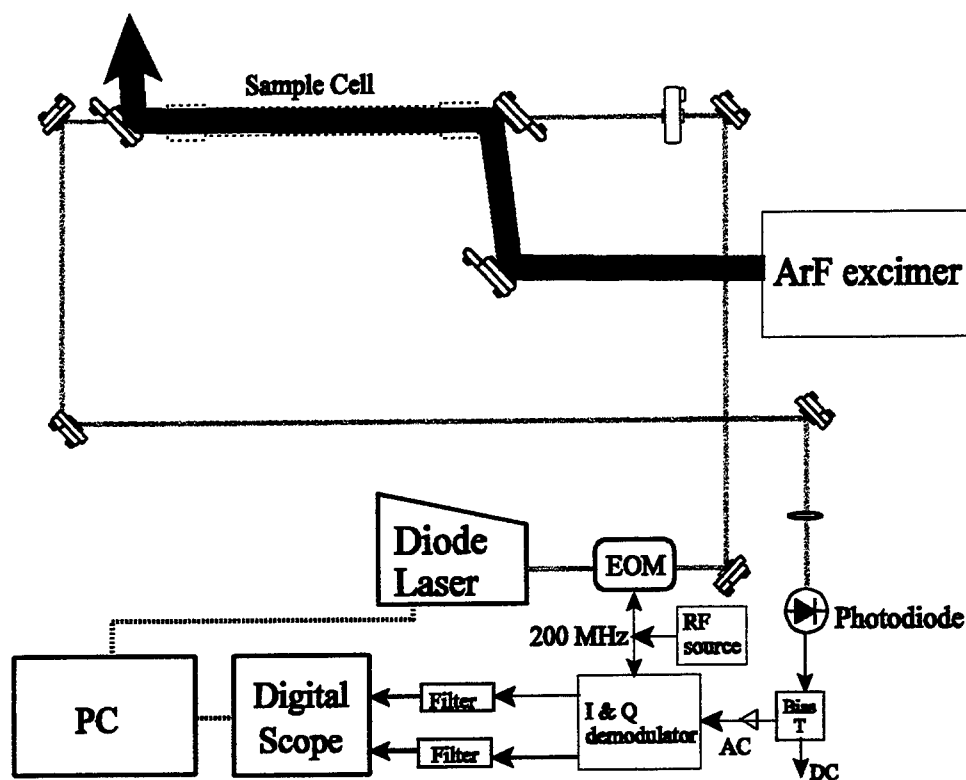 Sample Cell
ArF excimer
Diode
Laser
EOM
200 MHz
RF
source
Photodiode
PC
Digital
Scope
Filter
Filter
I & Q
demodulator
AC
Bias
T
DC